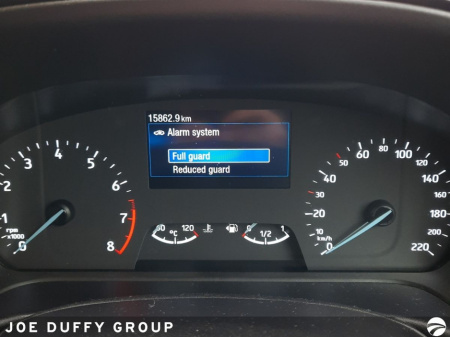 15862.9 km
Alarm system
Full guard
Reduced guard
0 1 2 3 4 5 6 7 8
rpm
x1000
60 °C 120
0 1/2 1
0 10 20 30 40 50 60 80 100 120 140 180 200 220
km/h
JOE DUFFY GROUP